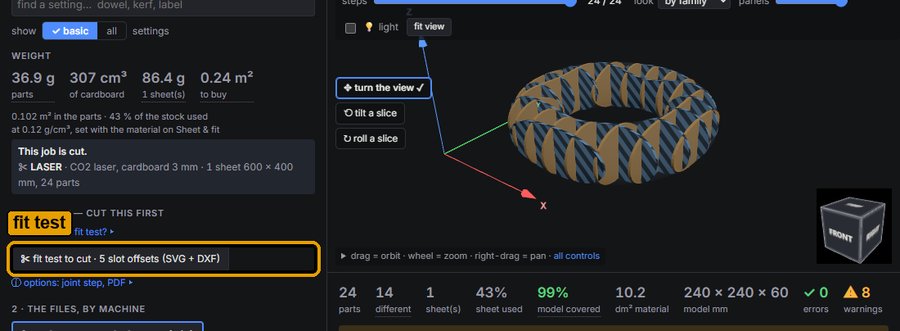 find a setting... dowel, kerf, label
show ✓ basic all settings
WEIGHT
36.9 g 307 cm³ 86.4 g 0.24 m²
parts of cardboard 1 sheet(s) to buy
0.102 m² in the parts · 43 % of the stock used
at 0.12 g/cm³, set with the material on Sheet & fit
This job is cut.
✂ LASER · CO2 laser, cardboard 3 mm · 1 sheet 600 × 400
mm, 24 parts
fit test — CUT THIS FIRST
fit test? ▸
✂ fit test to cut · 5 slot offsets (SVG + DXF)
ⓘ options: joint step, PDF ▸
2 · THE FILES, BY MACHINE
steps 24 / 24 look by family panels
Z
💡 light fit view
✥ turn the view ✓
⟲ tilt a slice
↻ roll a slice
Y
X
FRONT
RIGHT
▶ drag = orbit · wheel = zoom · right-drag = pan · all controls
24 14 1 43% 99% 10.2 240 × 240 × 60 ✓ 0 ⚠ 8
parts different sheet(s) sheet used model covered dm² material model mm errors warnings